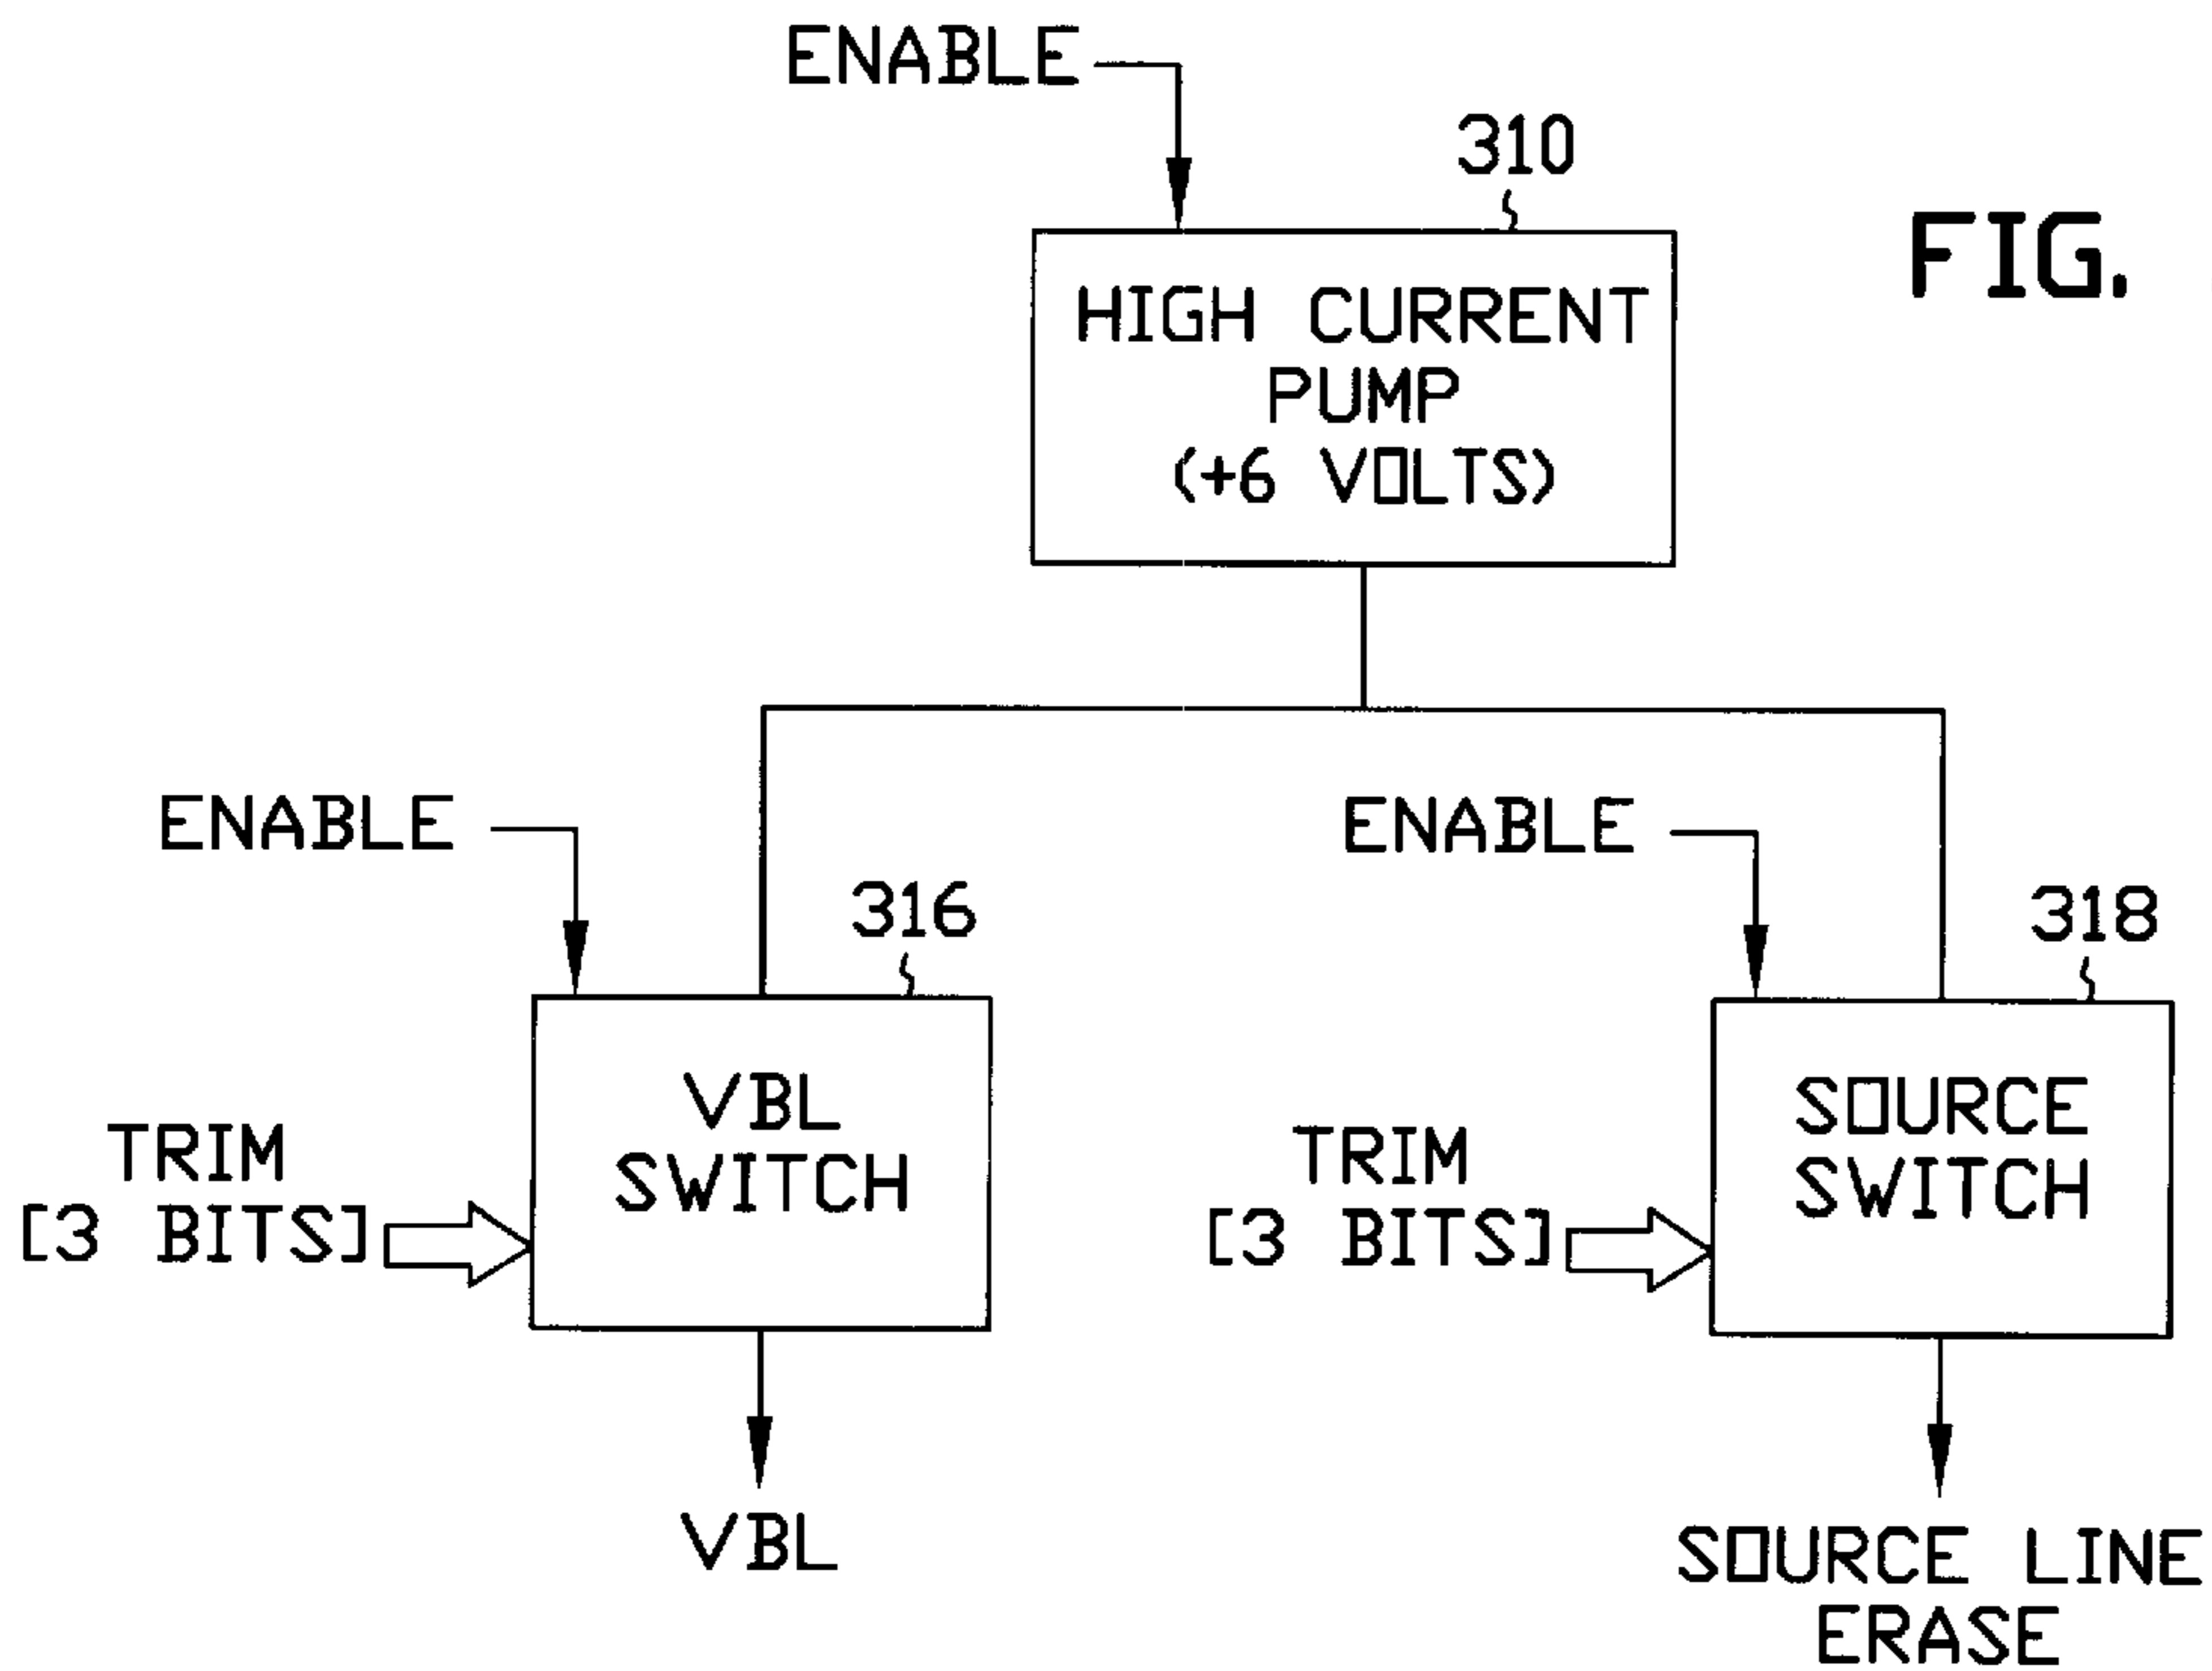 ENABLE
310
FIG.
HIGH CURRENT
PUMP
(+6 VOLTS)
ENABLE
ENABLE
316
318
VBL
SWITCH
SOURCE
SWITCH
TRIM
[3 BITS]
TRIM
[3 BITS]
VBL
SOURCE LINE
ERASE